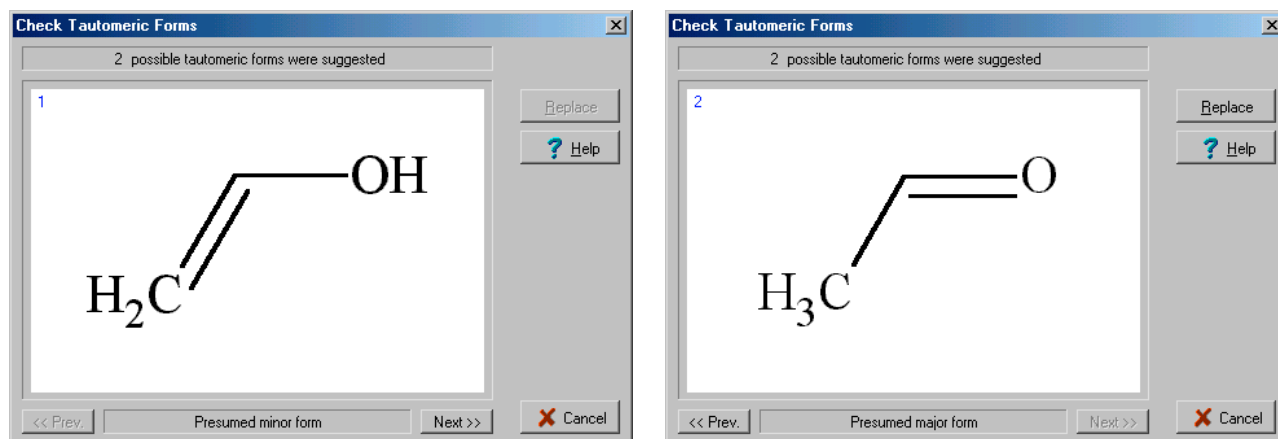 Check Tautomeric Forms
2 possible tautomeric forms were suggested
1
Replace
? Help
OH
H2C
<< Prev.
Presumed minor form
Next >>
Cancel
Check Tautomeric Forms
2 possible tautomeric forms were suggested
2
Replace
? Help
O
H3C
<< Prev.
Presumed major form
Next >>
Cancel